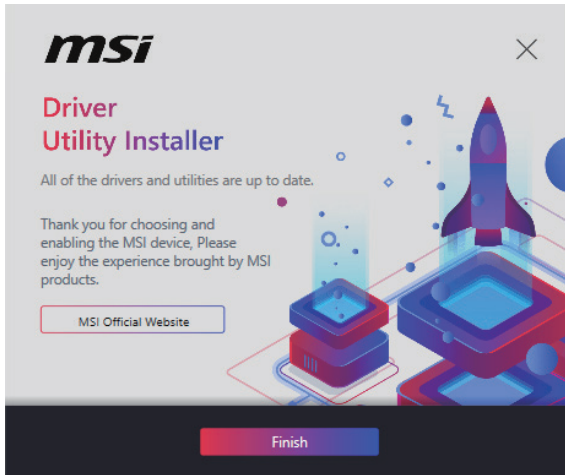 msi
Driver
Utility Installer
All of the drivers and utilities are up to date.
Thank you for choosing and
enabling the MSI device, Please
enjoy the experience brought by MSI
products.
MSI Official Website
Finish